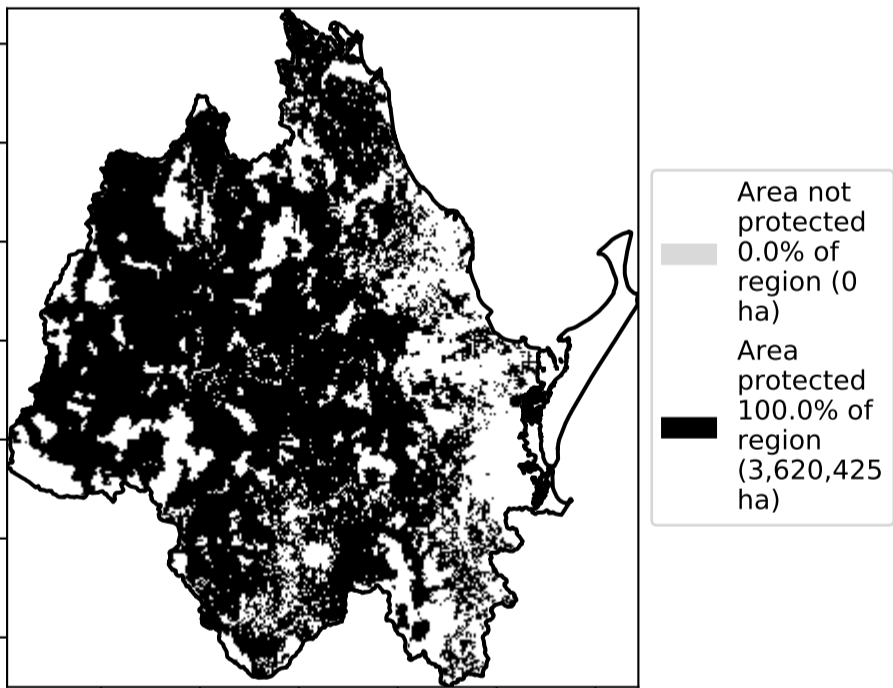 Area not
protected
0.0% of
region (0
ha)
Area
protected
100.0% of
region
(3,620,425
ha)